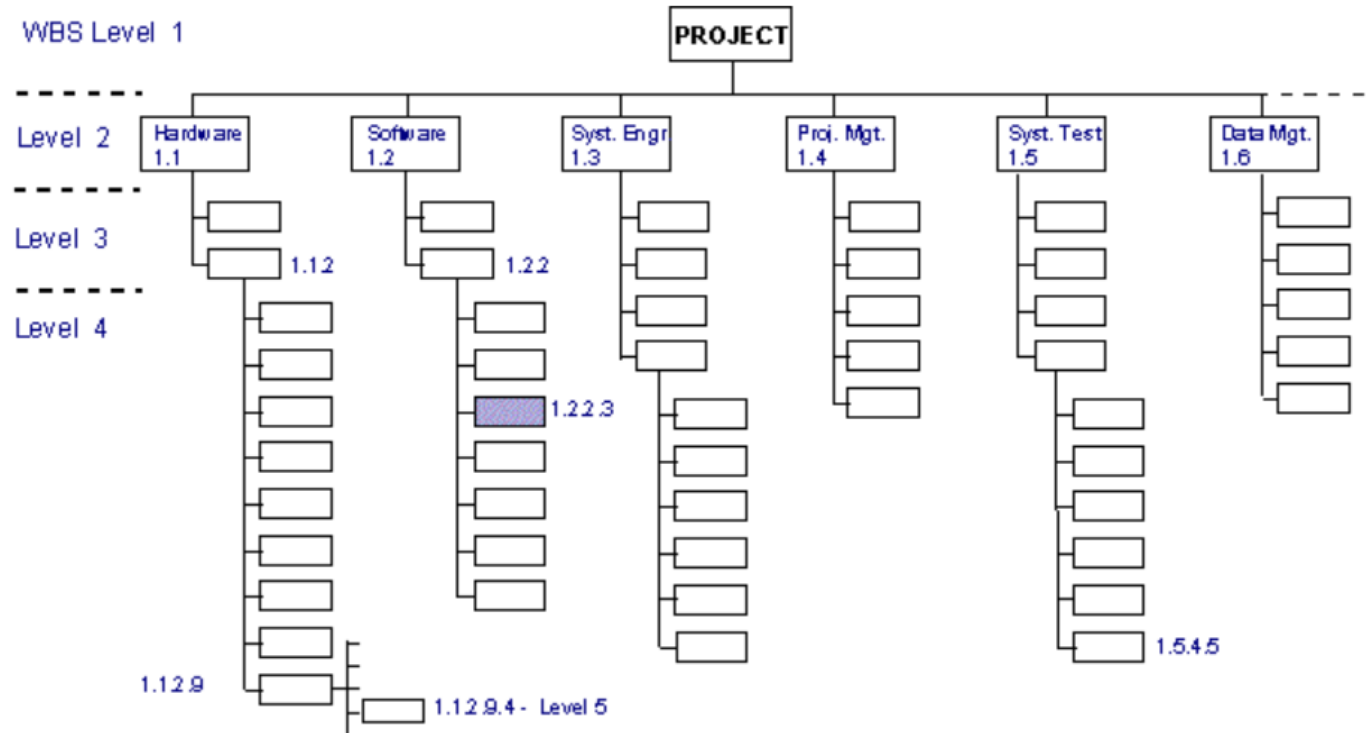 WBS Level 1
PROJECT
Level 2
Hardware
1.1
Software
1.2
Syst. Engr
1.3
Proj. Mgt.
1.4
Syst. Test
1.5
Data Mgt.
1.6
Level 3
1.1.2
1.2.2
Level 4
1.2.2.3
1.1.2.9
1.5.4.5
1.1.2.9.4 - Level 5